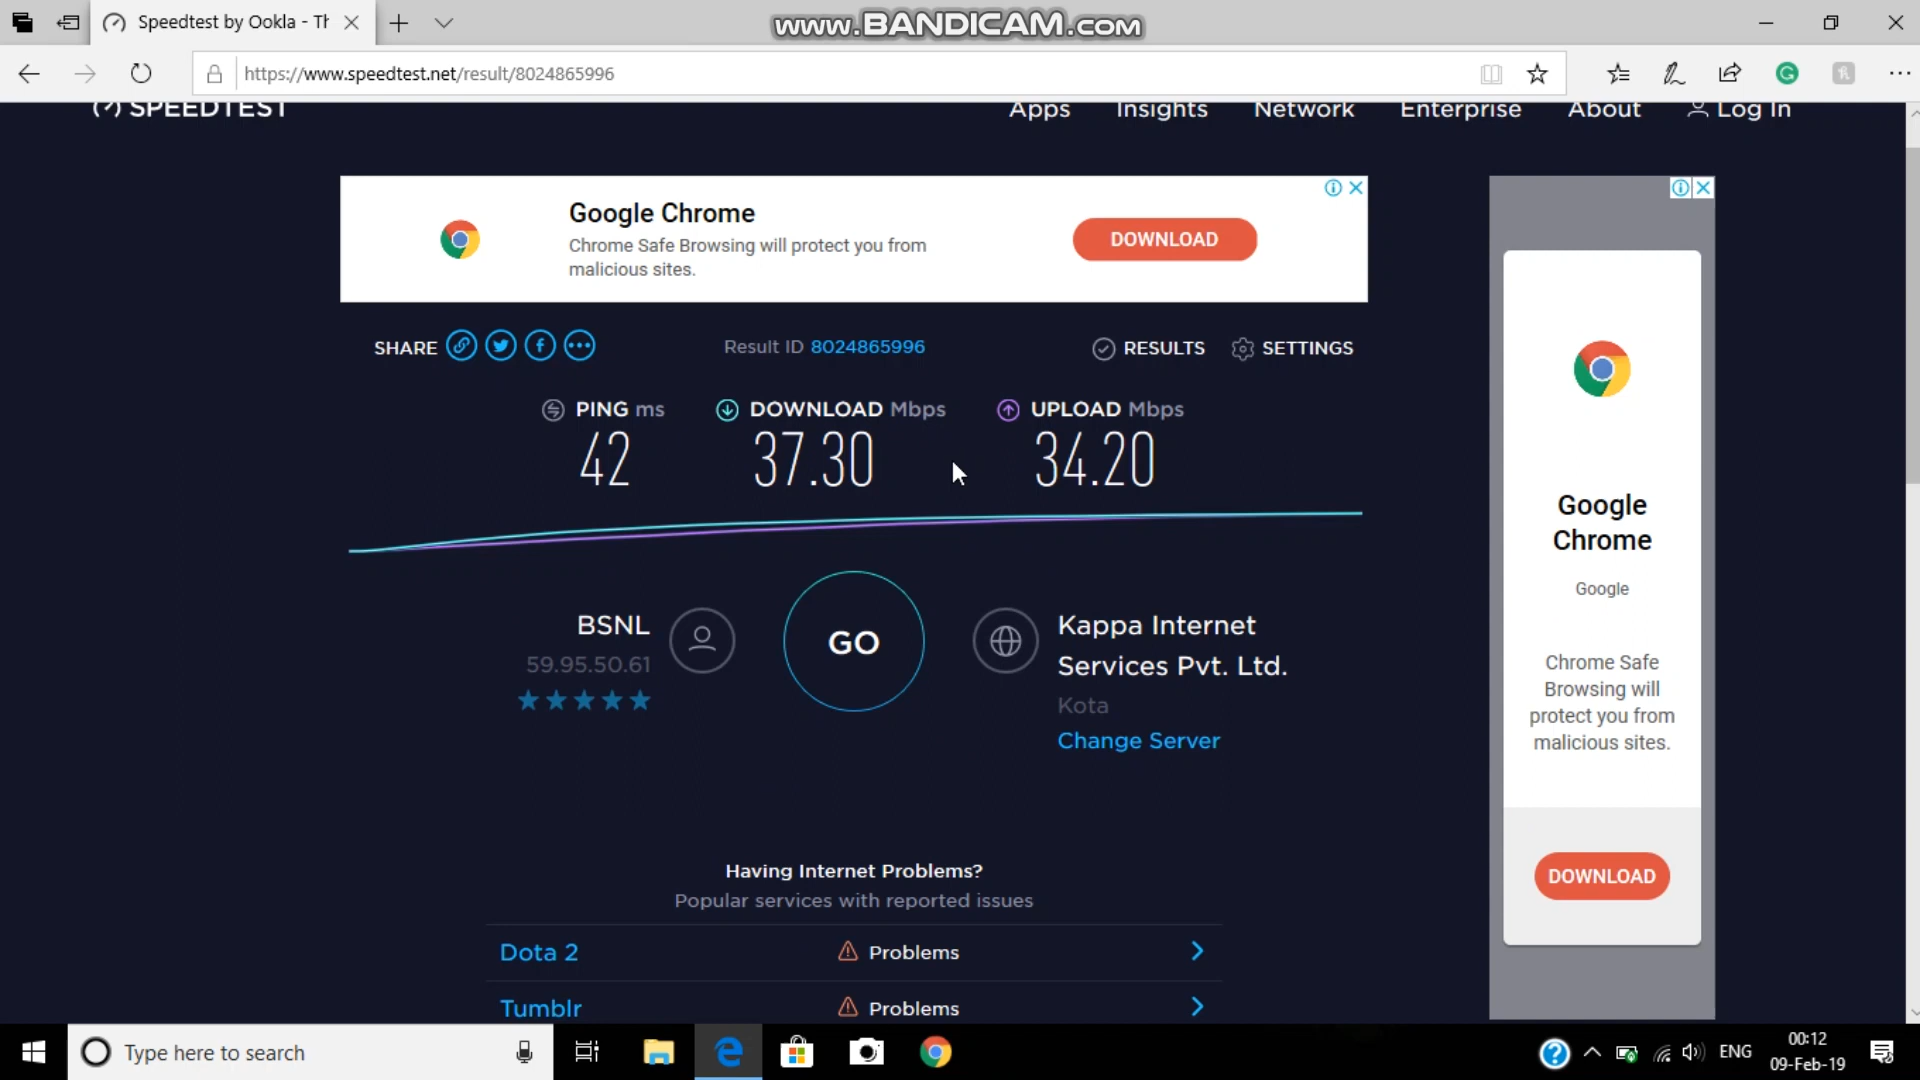 Speedtest by Ookla - Th
www.BANDICAM.com
https://www.speedtest.net/result/8024865996
SPEEDTEST
Apps Insights Network Enterprise About Log In
Google Chrome
Chrome Safe Browsing will protect you from
malicious sites.
DOWNLOAD
SHARE
Result ID 8024865996
RESULTS
SETTINGS
PING ms
DOWNLOAD Mbps
UPLOAD Mbps
42
37.30
34.20
BSNL
59.95.50.61
GO
Kappa Internet
Services Pvt. Ltd.
Kota
Change Server
Having Internet Problems?
Popular services with reported issues
Dota 2 Problems
Tumblr Problems
Google
Chrome
Google
Chrome Safe
Browsing will
protect you from
malicious sites.
DOWNLOAD
Type here to search
ENG
00:12
09-Feb-19